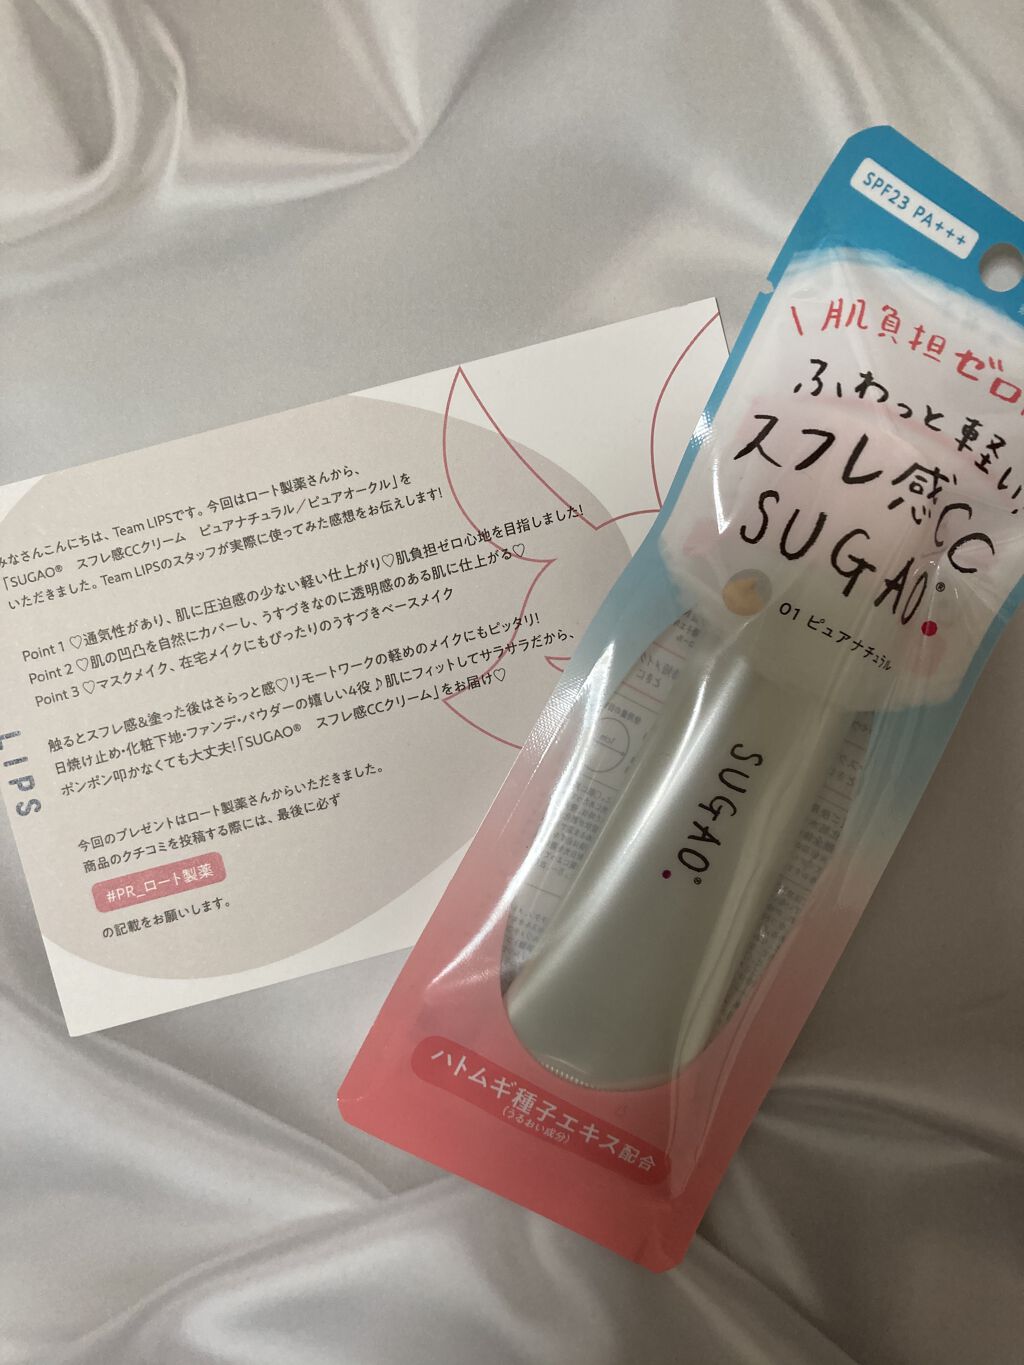 みなさんこんにちは、Team LIPSです。今回はロート製薬さんから、
「SUGAO® スフレ感CCクリーム ピュアナチュラル/ピュアオークル」を
いただきました。Team LIPSのスタッフが実際に使ってみた感想をお伝えします!
Point 1 ♡通気性があり、肌に圧迫感の少ない軽い仕上がり♡肌負担ゼロ心地を目指しました!
Point 2 ♡肌の凹凸を自然にカバーし、うすづきなのに透明感のある肌に仕上がる♡
Point 3 ♡マスクメイク、在宅メイクにもぴったりのうすづきベースメイク
触るとスフレ感&塗った後はさらっと感♡リモートワークの軽めのメイクにもピッタリ!
日焼け止め・化粧下地・ファンデ・パウダーの嬉しい4役♪肌にフィットしてサラサラだから、
ポンポン叩かなくても大丈夫!「SUGAO® スフレ感CCクリーム」をお届け♡
今回のプレゼントはロート製薬さんからいただきました。
商品のクチコミを投稿する際には、最後に必ず
#PR_ロート製薬
の記載をお願いします。
LIPS
SPF23 PA+++
\ 肌負担ゼロ
ふわっと軽い
スフレ感CC
SUGAO®
01 ピュアナチュラル
SUGAO®
ハトムギ種子エキス配合
(うるおい成分)